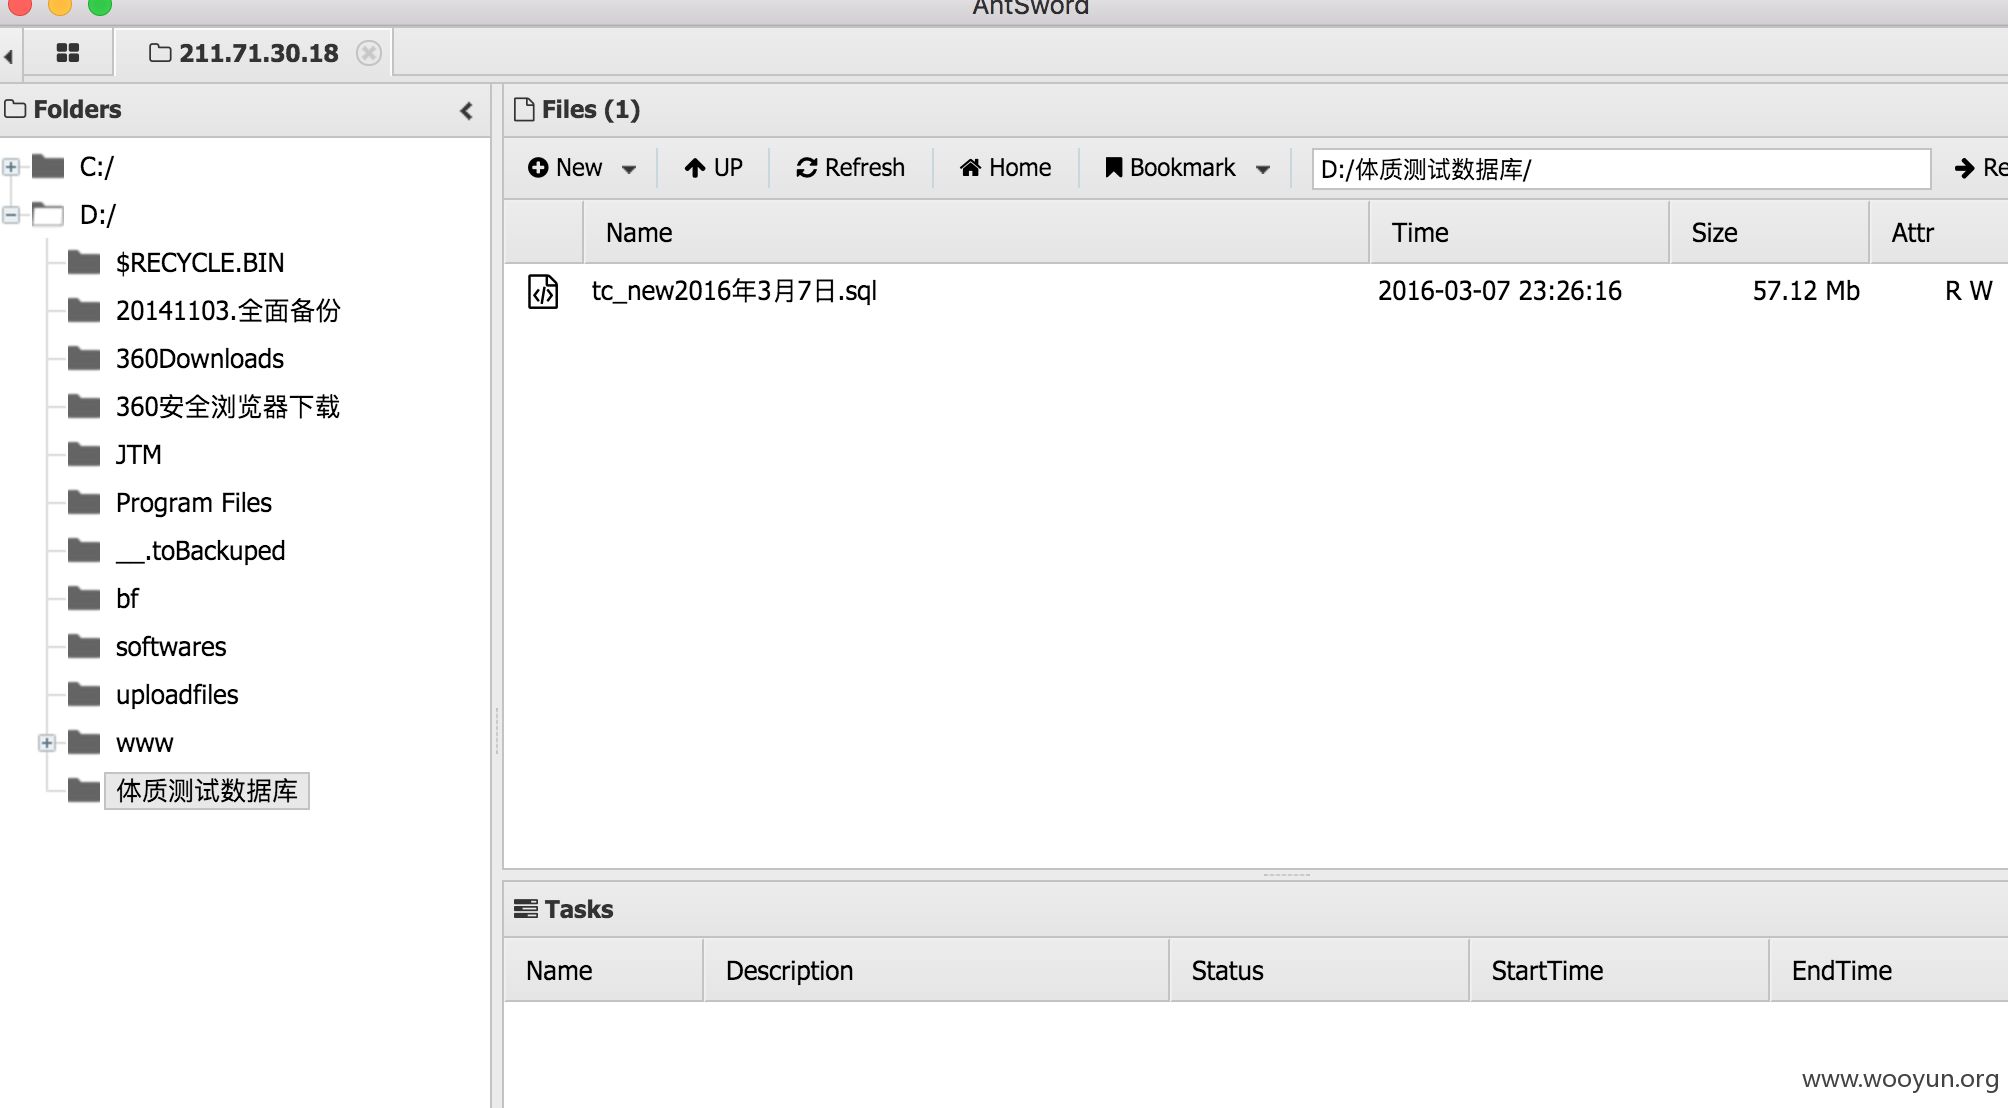 AntSword
211.71.30.18
Folders
Files (1)
New UP Refresh Home Bookmark D:/体质测试数据库/ Re
C:/
D:/
$RECYCLE.BIN
20141103.全面备份
360Downloads
360安全浏览器下载
JTM
Program Files
__.toBackuped
bf
softwares
uploadfiles
www
体质测试数据库
Name Time Size Attr
tc_new2016年3月7日.sql 2016-03-07 23:26:16 57.12 Mb R W
Tasks
Name Description Status StartTime EndTime
www.wooyun.org